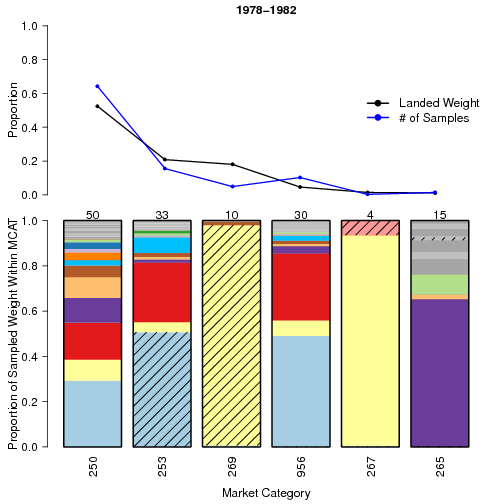 1978−1982
1.0
0.8
0.6
0.4
0.2
0.0
Proportion
Landed Weight
# of Samples
50 33 10 30 4 15
1.0
0.8
0.6
0.4
0.2
0.0
Proportion of Sampled Weight Within MCAT
250 253 269 956 267 265
Market Category